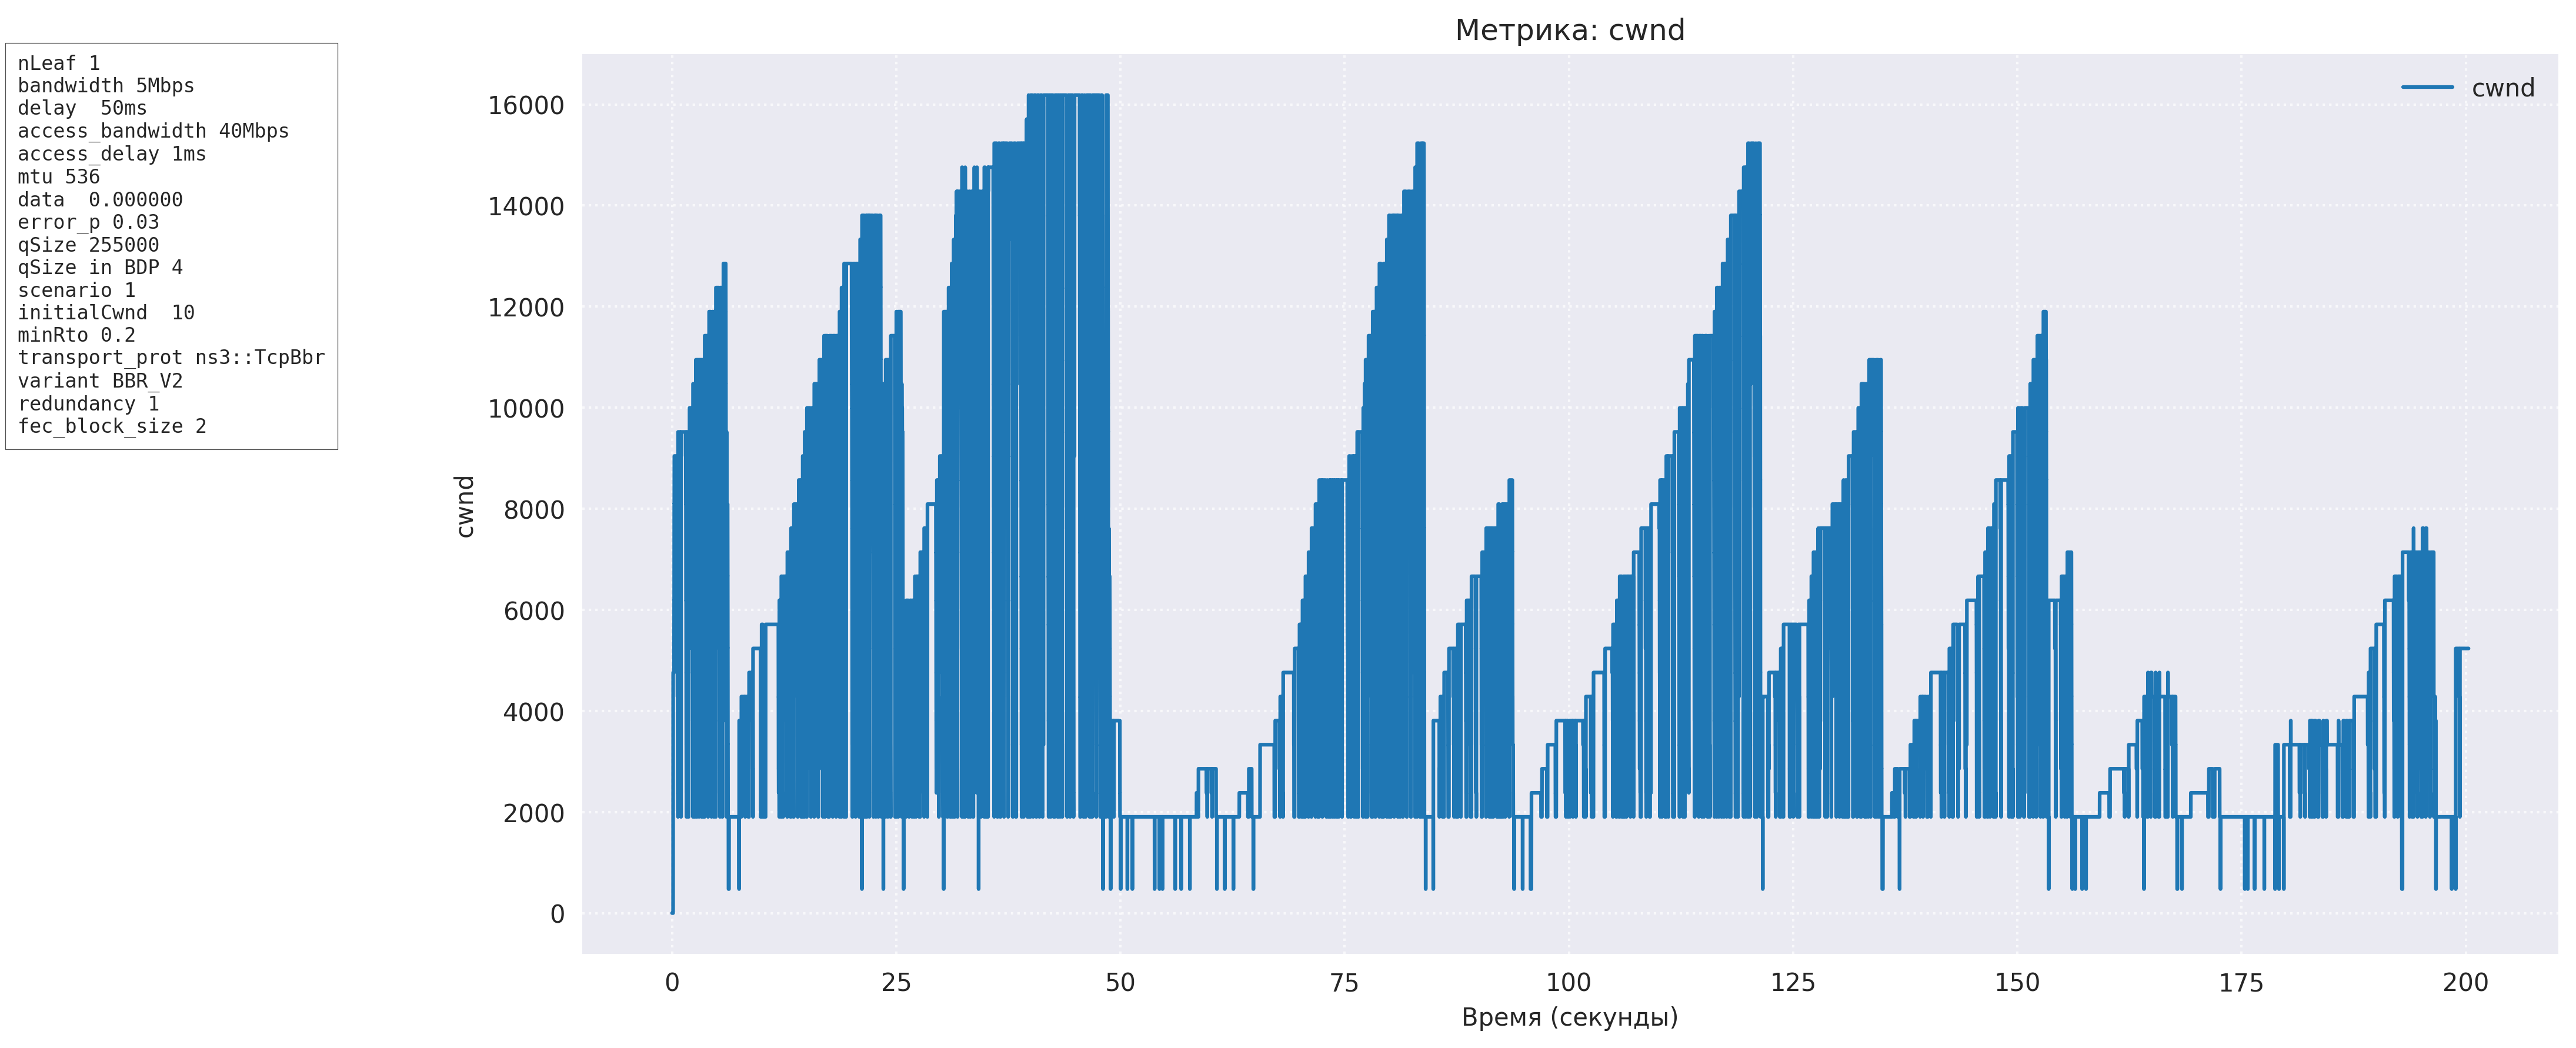 Метрика: cwnd
nLeaf 1
bandwidth 5Mbps
delay  50ms
access_bandwidth 40Mbps
access_delay 1ms
mtu 536
data  0.000000
error_p 0.03
qSize 255000
qSize in BDP 4
scenario 1
initialCwnd  10
minRto 0.2
transport_prot ns3::TcpBbr
variant BBR_V2
redundancy 1
fec_block_size 2
cwnd
16000
14000
12000
10000
8000
6000
4000
2000
0
cwnd
0 25 50 75 100 125 150 175 200
Время (секунды)